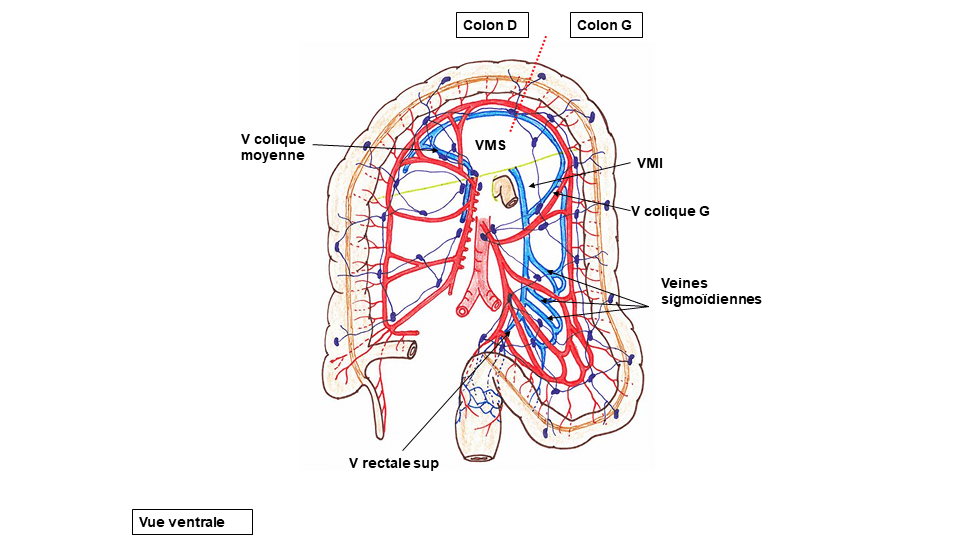 Colon D
Colon G
V colique
moyenne
VMS
VMI
V colique G
Veines
sigmoïdiennes
V rectale sup
Vue ventrale